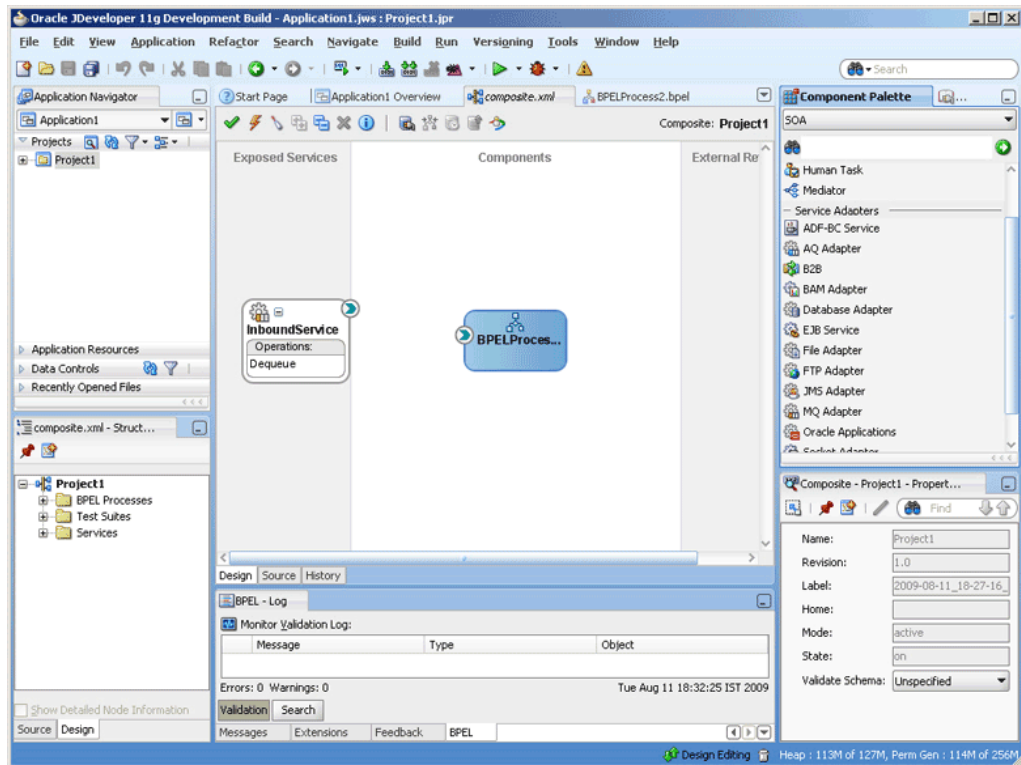 Oracle JDeveloper 11g Development Build - Application1.jws : Project1.jpr
File Edit View Application Refactor Search Navigate Build Run Versioning Tools Window Help
Search
Application Navigator
Application1
Projects
Project1
Application Resources
Data Controls
Recently Opened Files
composite.xml - Struct...
Project1
BPEL Processes
Test Suites
Services
Show Detailed Node Information
Source Design
Start Page Application1 Overview composite.xml BPELProcess2.bpel
Composite: Project1
Exposed Services Components External Re
InboundService
Operations:
Dequeue
BPELProces...
Design Source History
BPEL - Log
Monitor Validation Log:
Message Type Object
Errors: 0 Warnings: 0 Tue Aug 11 18:32:25 IST 2009
Validation Search
Messages Extensions Feedback BPEL
Component Palette
SOA
Human Task
Mediator
Service Adapters
ADF-BC Service
AQ Adapter
B2B
BAM Adapter
Database Adapter
EJB Service
File Adapter
FTP Adapter
JMS Adapter
MQ Adapter
Oracle Applications
Socket Adapter
Composite - Project1 - Propert...
Find
Name: Project1
Revision: 1.0
Label: 2009-08-11_18-27-16_
Home:
Mode: active
State: on
Validate Schema: Unspecified
Design Editing Heap : 113M of 127M, Perm Gen : 114M of 256M